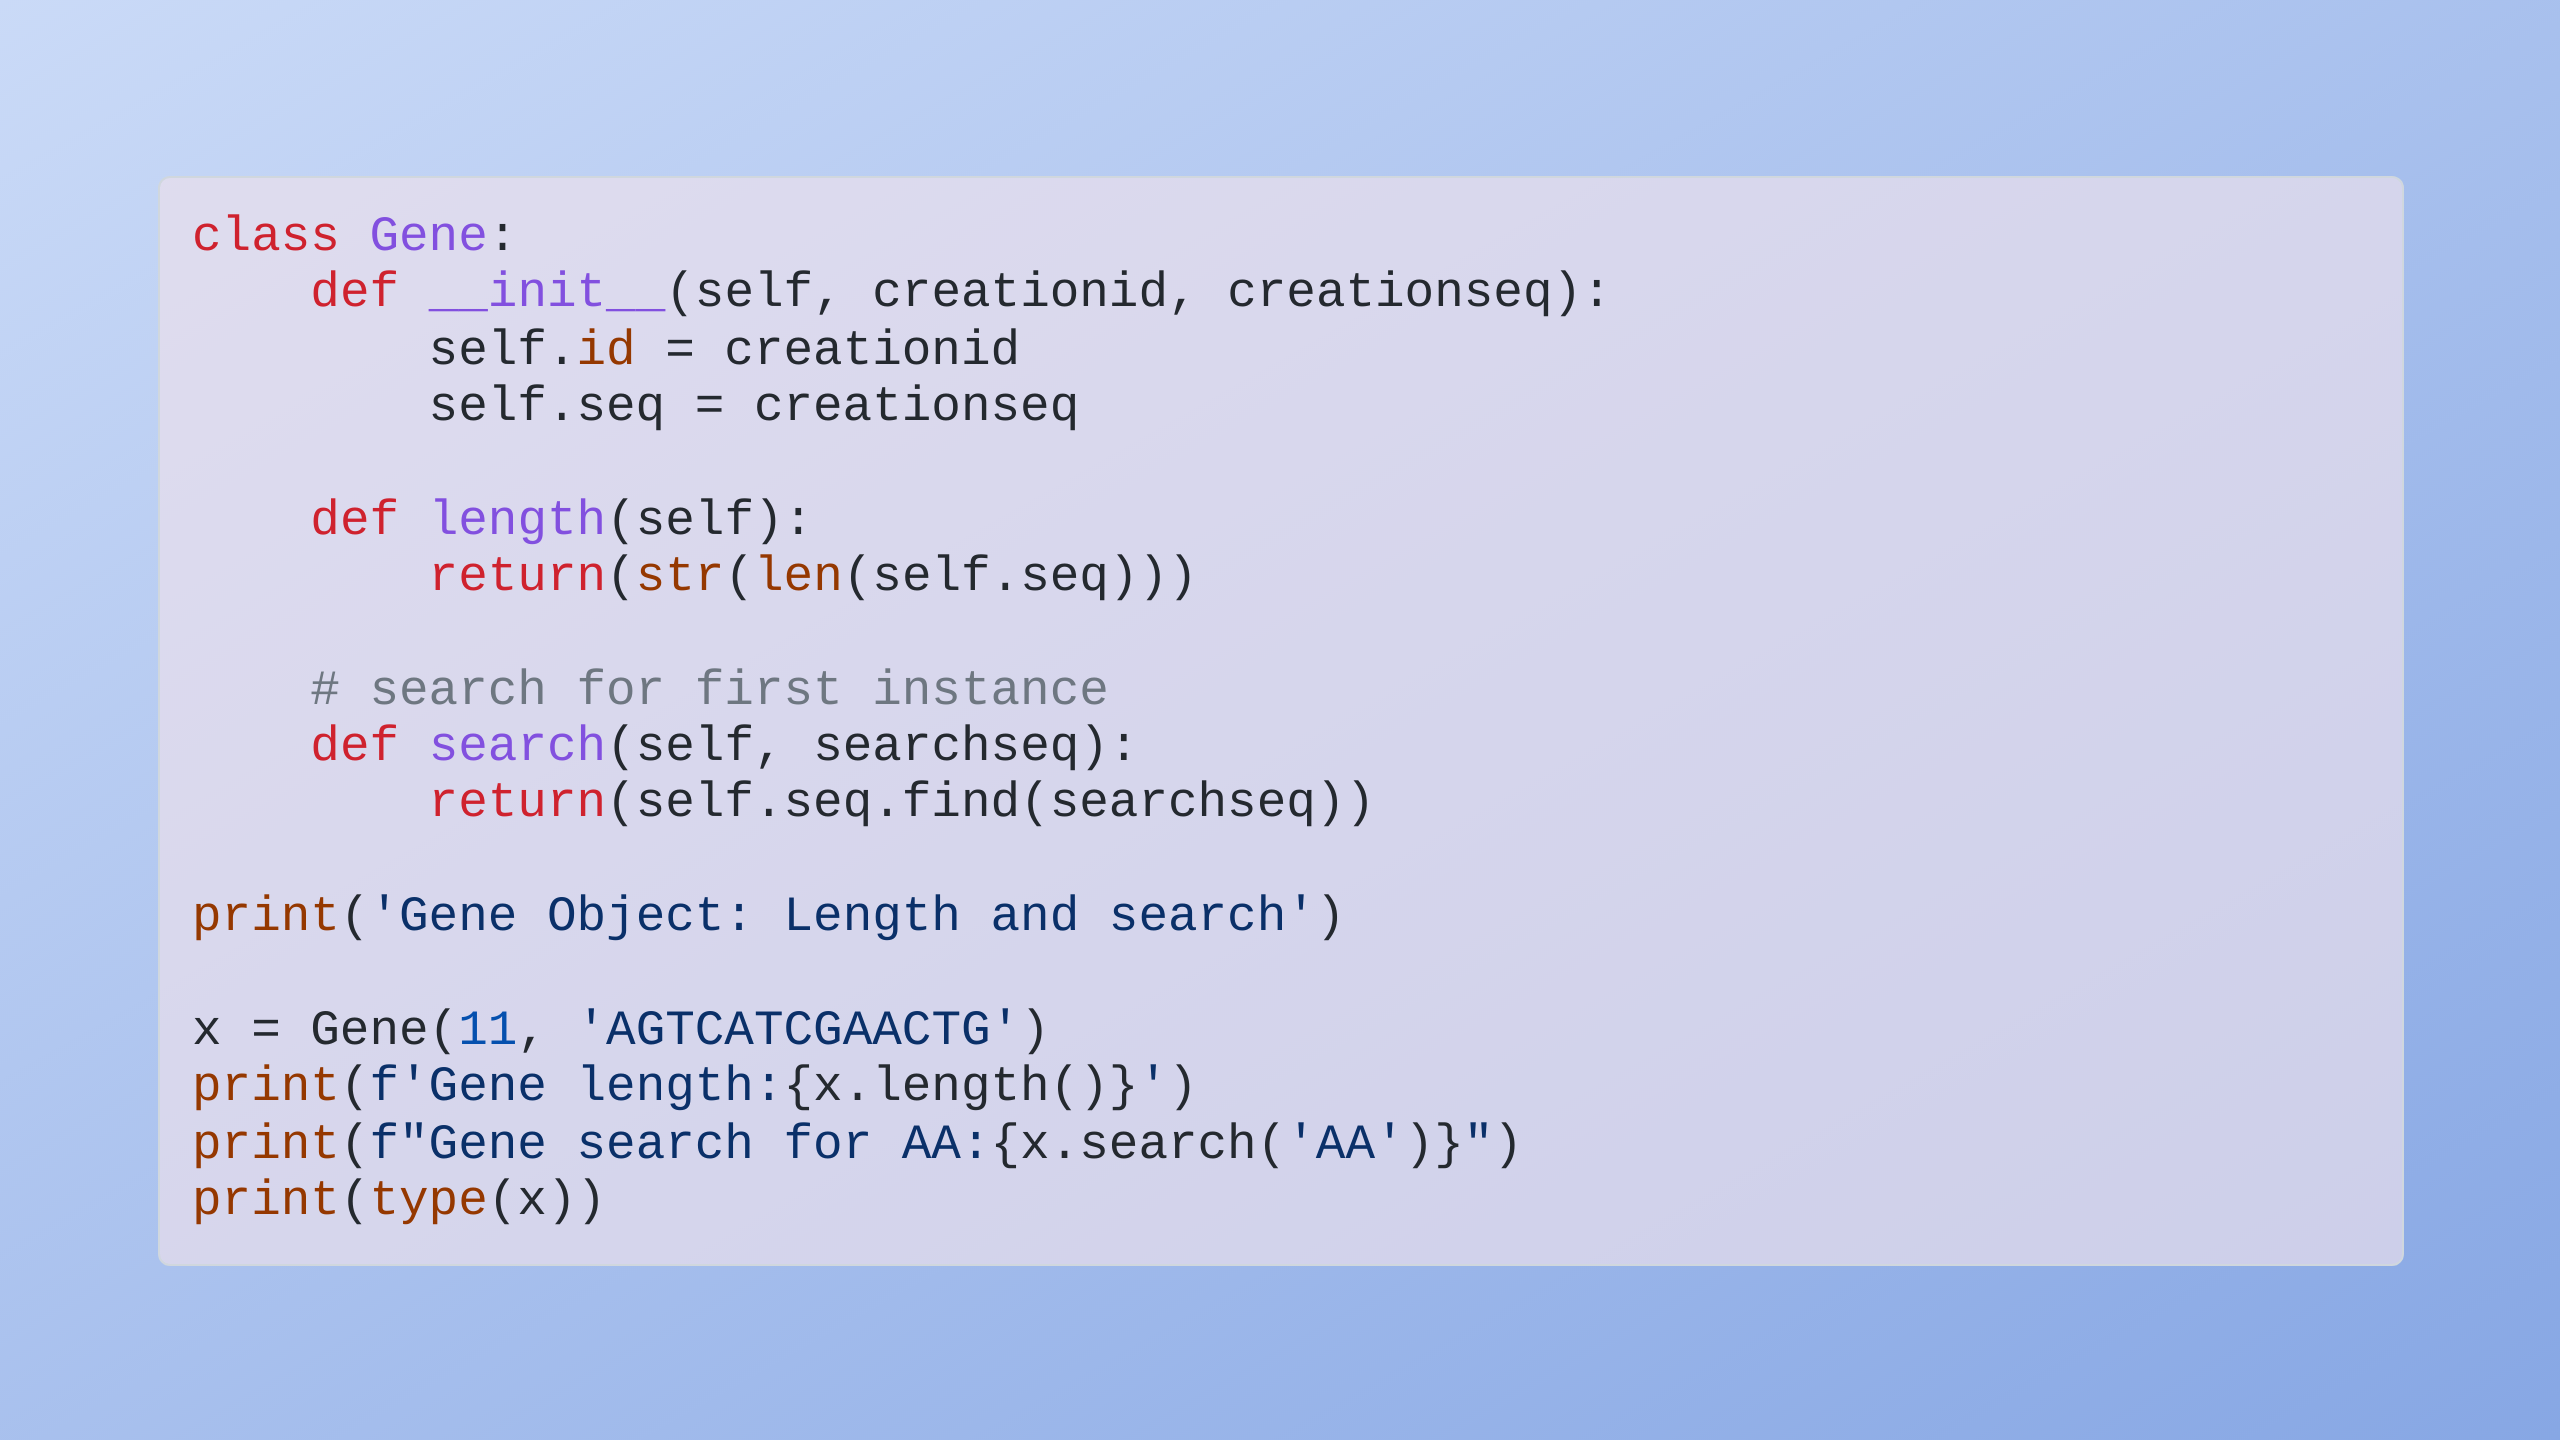 class Gene:
    def __init__(self, creationid, creationseq):
        self.id = creationid
        self.seq = creationseq

    def length(self):
        return(str(len(self.seq)))

    # search for first instance
    def search(self, searchseq):
        return(self.seq.find(searchseq))

print('Gene Object: Length and search')

x = Gene(11, 'AGTCATCGAACTG')
print(f'Gene length:{x.length()}')
print(f"Gene search for AA:{x.search('AA')}")
print(type(x))